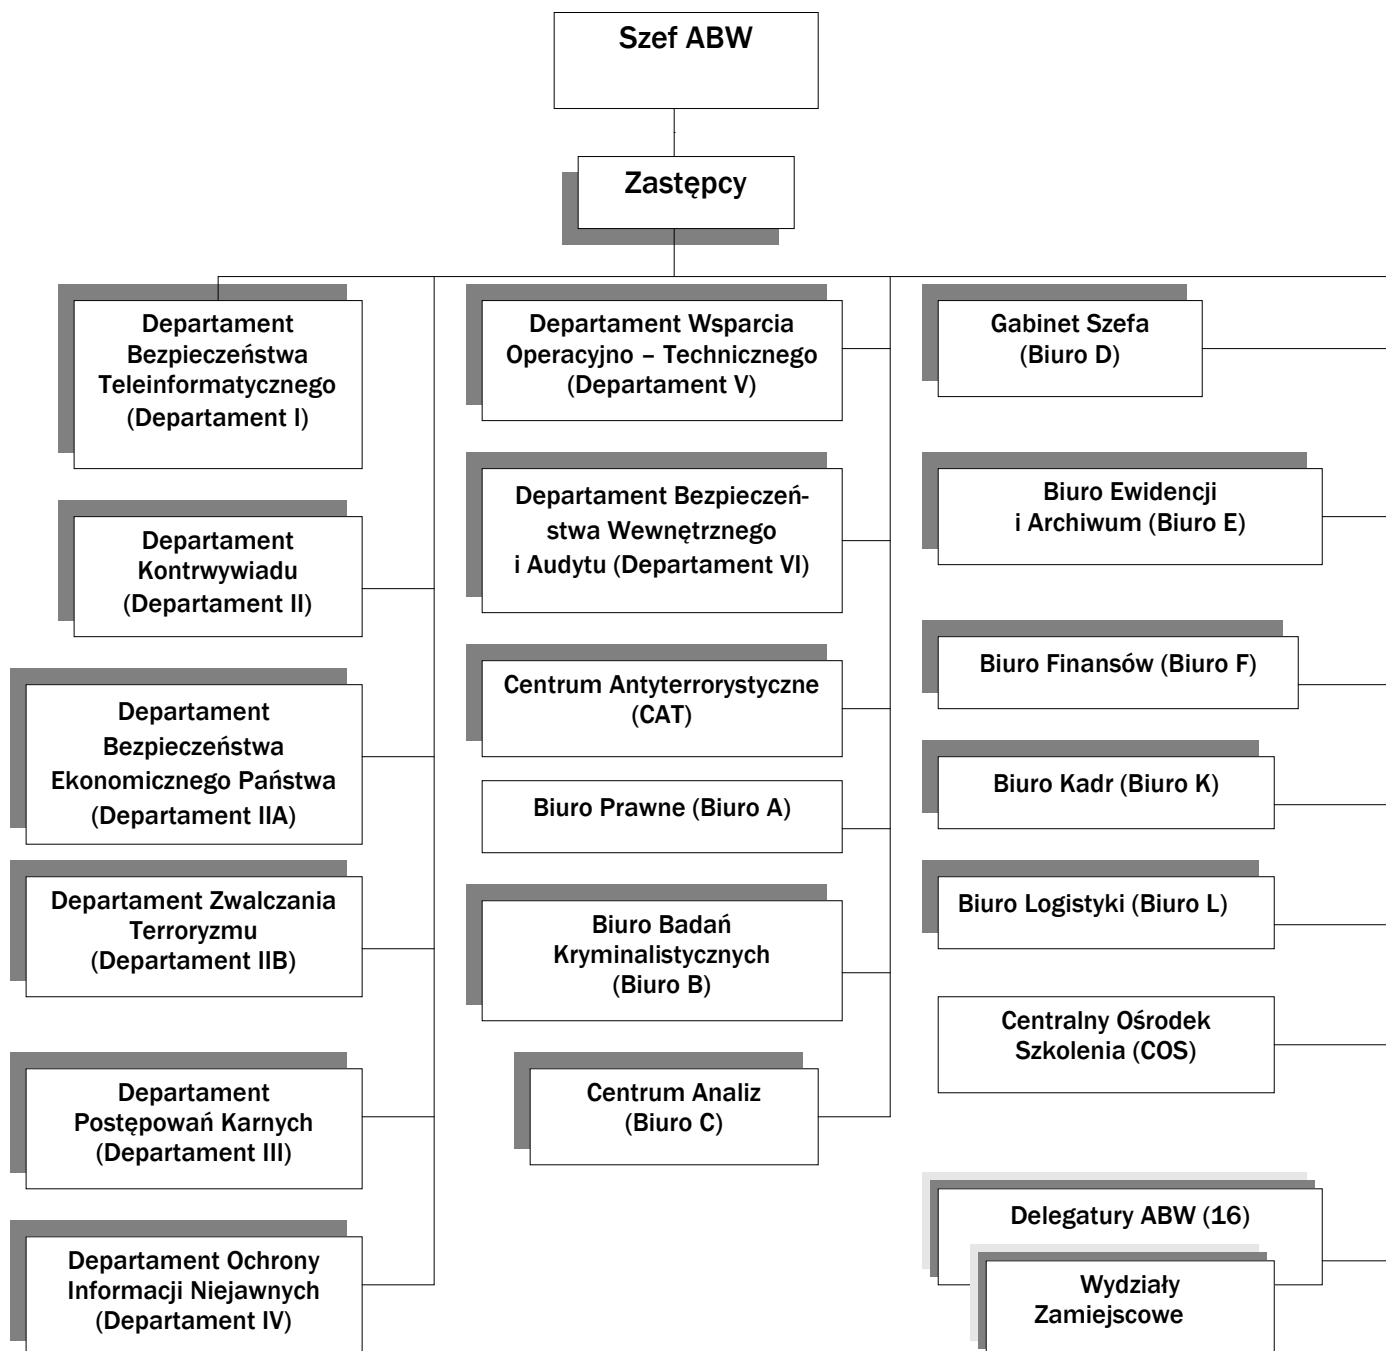 Szef ABW
Zastępcy
Departament
Bezpieczeństwa
Teleinformatycznego
(Departament I)
Departament
Kontrwywiadu
(Departament II)
Departament
Bezpieczeństwa
Ekonomicznego Państwa
(Departament IIA)
Departament Zwalczania
Terroryzmu
(Departament IIB)
Departament
Postępowań Karnych
(Departament III)
Departament Ochrony
Informacji Niejawnych
(Departament IV)
Departament Wsparcia
Operacyjno – Technicznego
(Departament V)
Departament Bezpieczeń-
stwa Wewnętrznego
i Audytu (Departament VI)
Centrum Antyterrorystyczne
(CAT)
Biuro Prawne (Biuro A)
Biuro Badań
Kryminalistycznych
(Biuro B)
Centrum Analiz
(Biuro C)
Gabinet Szefa
(Biuro D)
Biuro Ewidencji
i Archiwum (Biuro E)
Biuro Finansów (Biuro F)
Biuro Kadr (Biuro K)
Biuro Logistyki (Biuro L)
Centralny Ośrodek
Szkolenia (COS)
Delegatury ABW (16)
Wydziały
Zamiejscowe